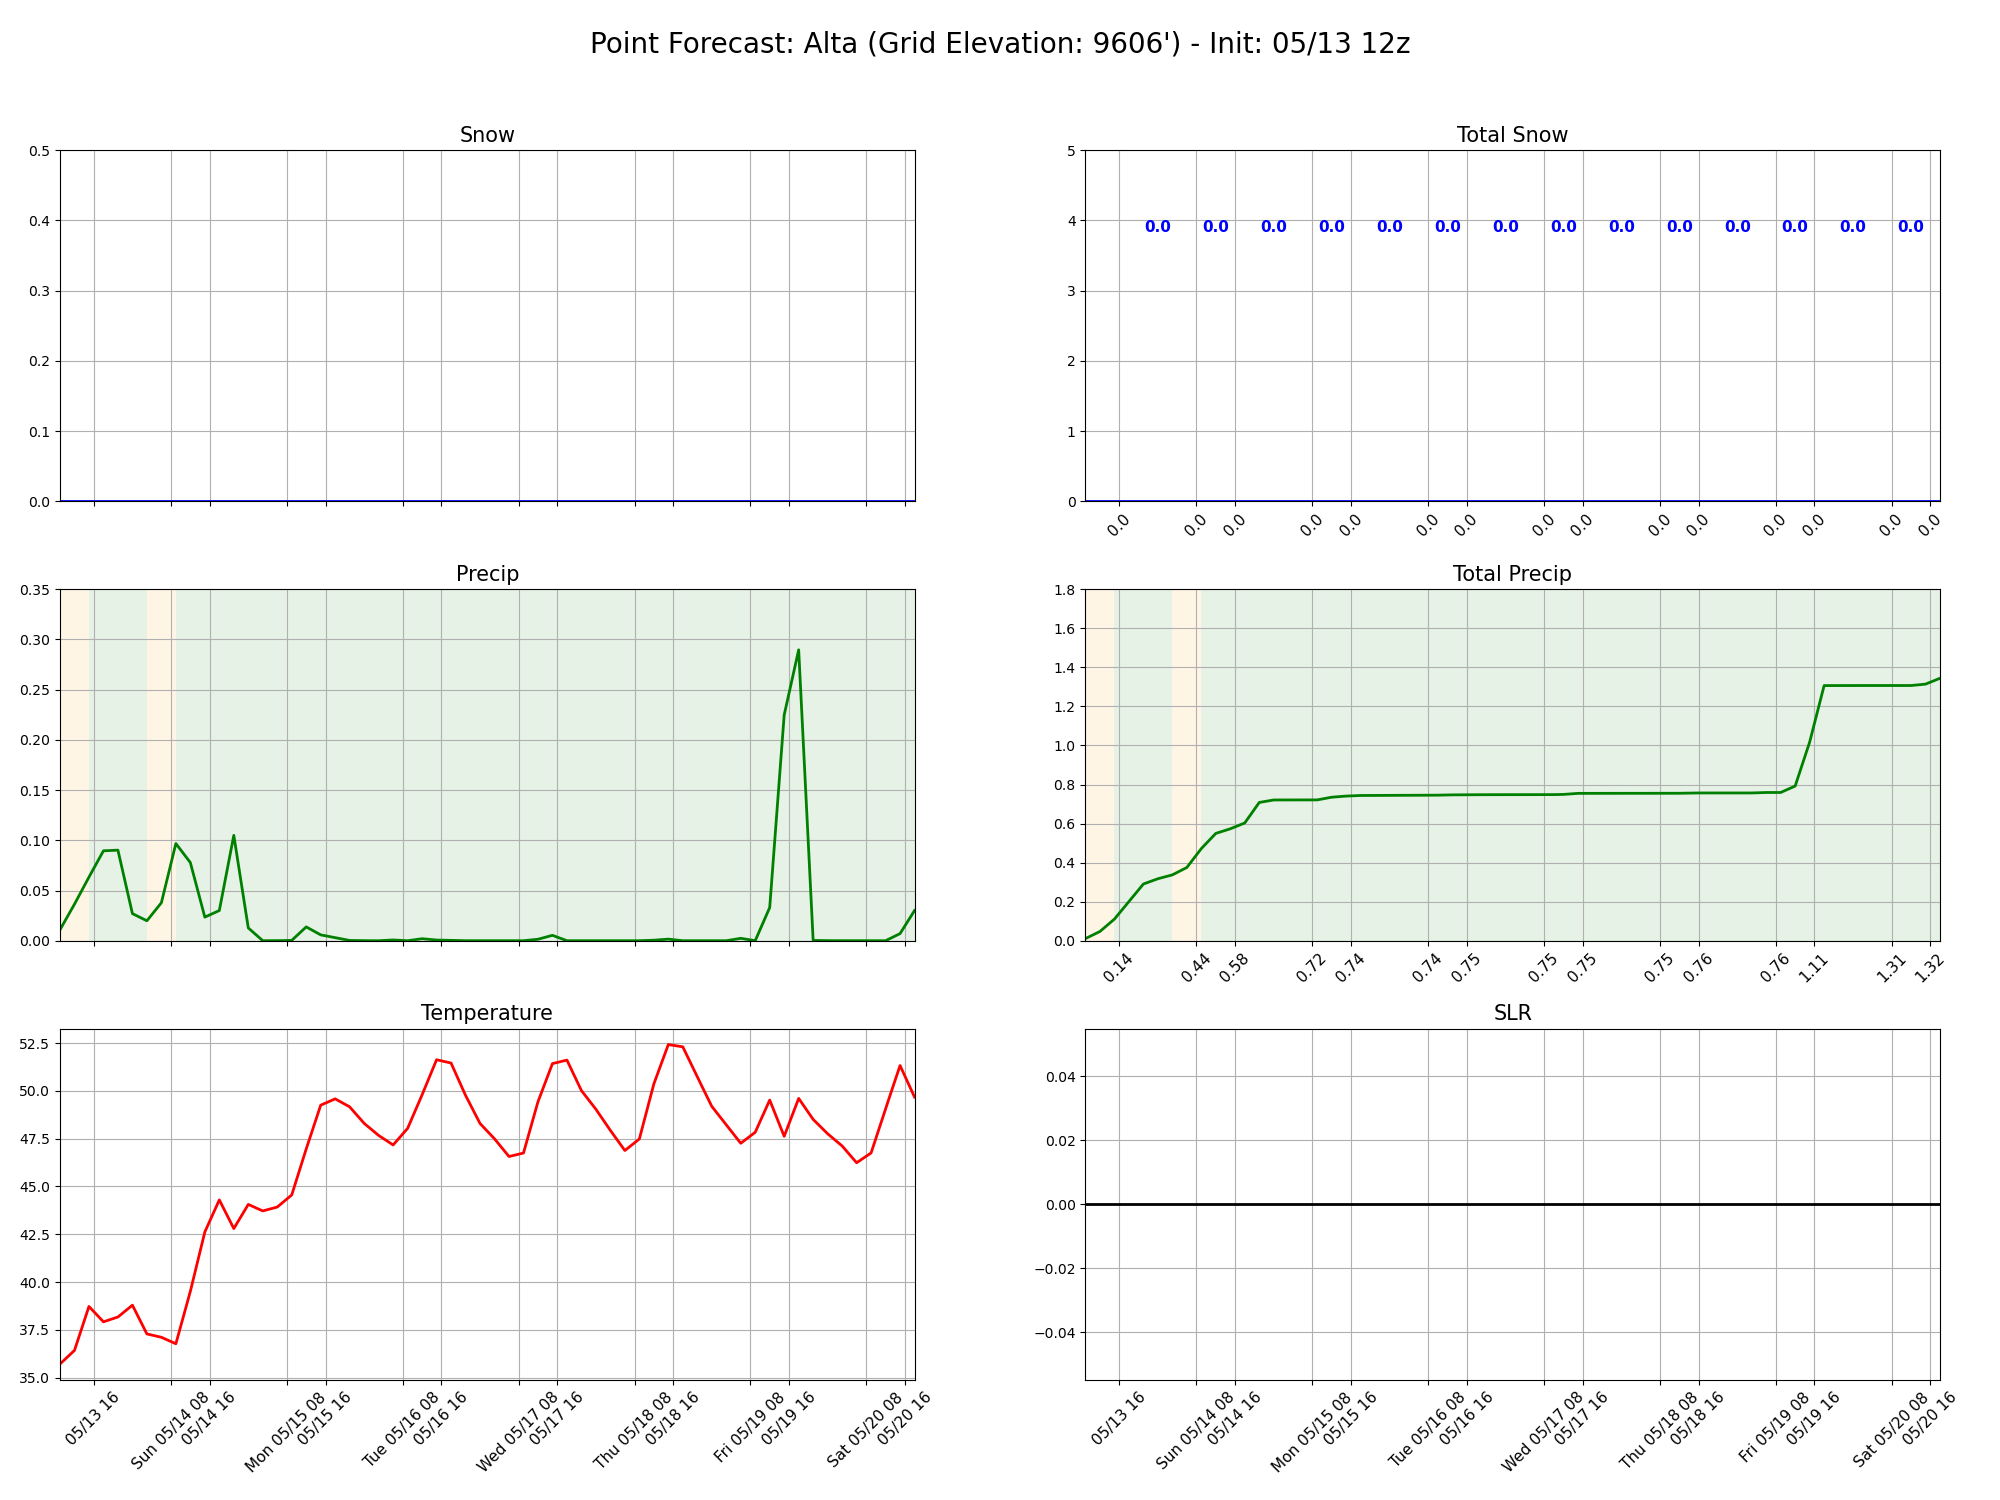 Point Forecast: Alta (Grid Elevation: 9606') - Init: 05/13 12z
Snow
0.5
0.4
0.3
0.2
0.1
0.0
Total Snow
5
4
3
2
1
0
0.0 0.0 0.0 0.0 0.0 0.0 0.0 0.0 0.0 0.0 0.0 0.0 0.0 0.0
0.0 0.0 0.0 0.0 0.0 0.0 0.0 0.0 0.0 0.0 0.0 0.0 0.0 0.0 0.0
Precip
0.35
0.30
0.25
0.20
0.15
0.10
0.05
0.00
Total Precip
1.8
1.6
1.4
1.2
1.0
0.8
0.6
0.4
0.2
0.0
0.14 0.44 0.58 0.72 0.74 0.74 0.75 0.75 0.75 0.75 0.76 0.76 1.11 1.31 1.32
Temperature
52.5
50.0
47.5
45.0
42.5
40.0
37.5
35.0
05/13 16
Sun 05/14 08
05/14 16
Mon 05/15 08
05/15 16
Tue 05/16 08
05/16 16
Wed 05/17 08
05/17 16
Thu 05/18 08
05/18 16
Fri 05/19 08
05/19 16
Sat 05/20 08
05/20 16
SLR
0.04
0.02
0.00
−0.02
−0.04
05/13 16
Sun 05/14 08
05/14 16
Mon 05/15 08
05/15 16
Tue 05/16 08
05/16 16
Wed 05/17 08
05/17 16
Thu 05/18 08
05/18 16
Fri 05/19 08
05/19 16
Sat 05/20 08
05/20 16